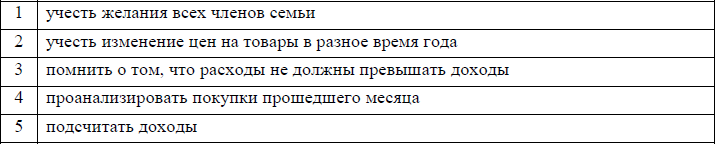 1 учесть желания всех членов семьи
2 учесть изменение цен на товары в разное время года
3 помнить о том, что расходы не должны превышать доходы
4 проанализировать покупки прошедшего месяца
5 подсчитать доходы